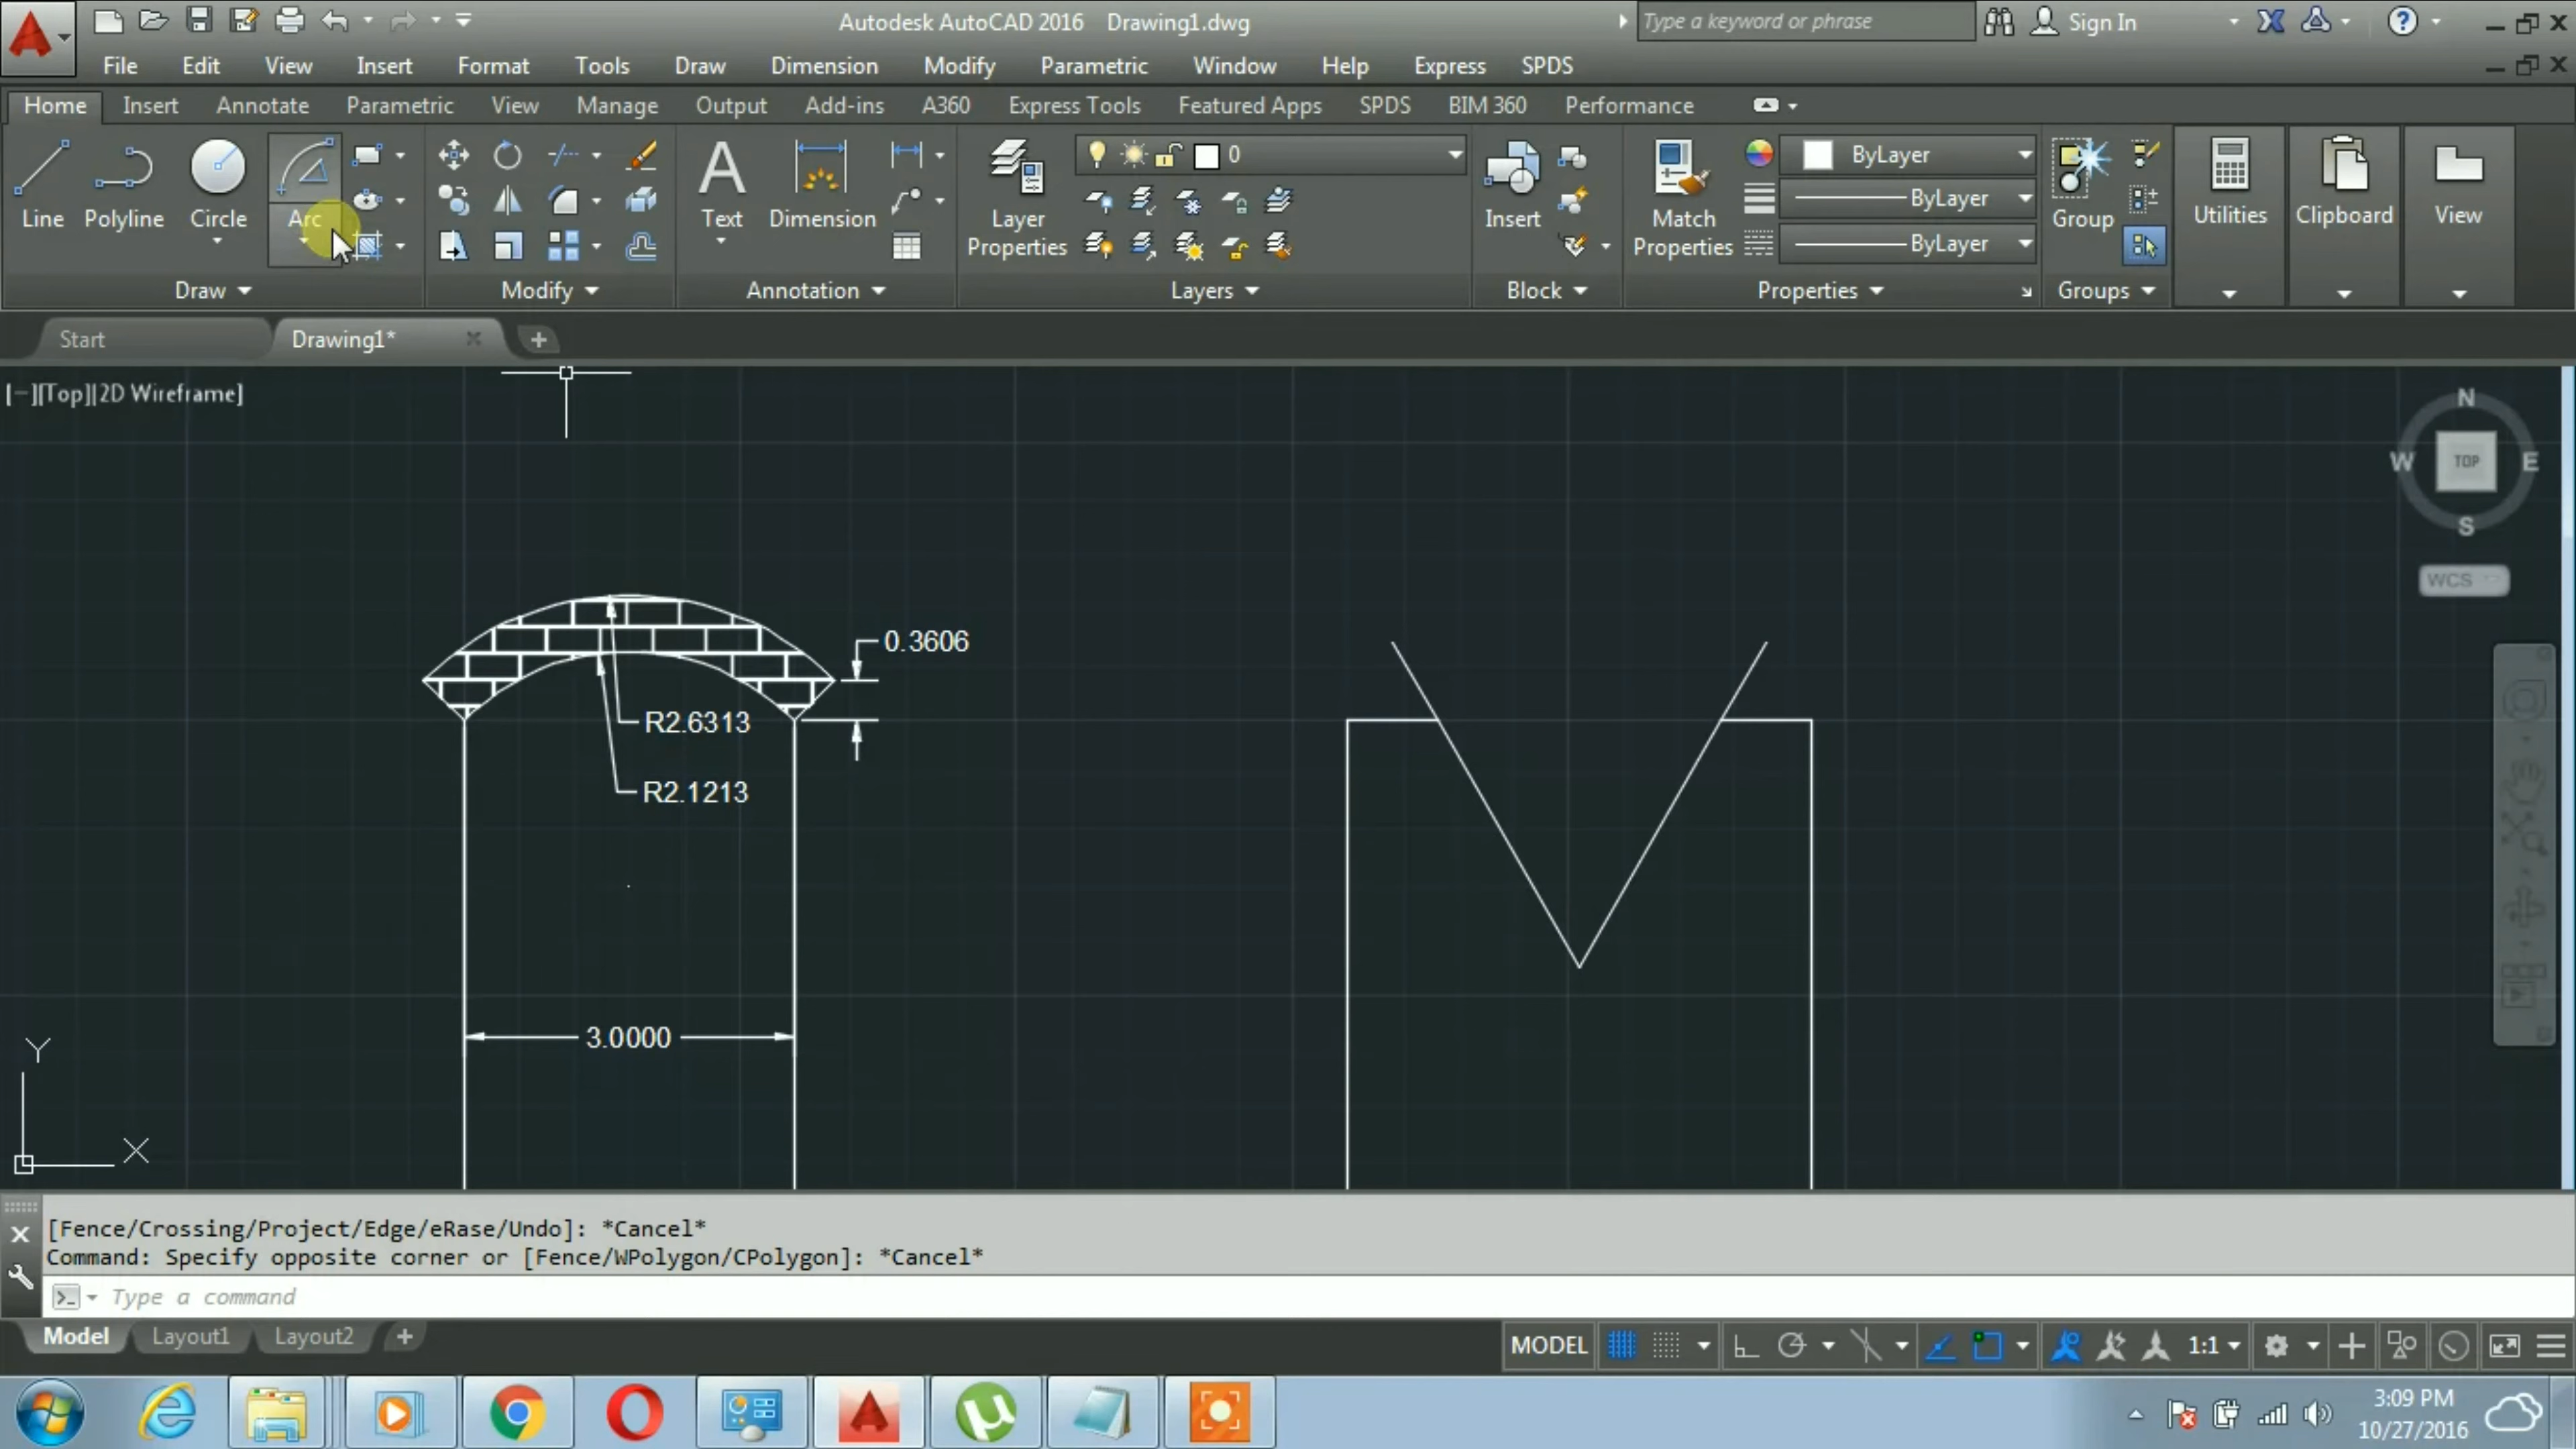 Autodesk AutoCAD 2016 Drawing1.dwg
Type a keyword or phrase
Sign In
File Edit View Insert Format Tools Draw Dimension Modify Parametric Window Help Express SPDS
Home Insert Annotate Parametric View Manage Output Add-ins A360 Express Tools Featured Apps SPDS BIM 360 Performance
0
ByLayer
ByLayer
ByLayer
Line Polyline Circle Arc
Text Dimension
Layer Properties
Insert
Match Properties
Group
Utilities
Clipboard
View
Draw Modify Annotation Layers Block Properties Groups
Start Drawing1*
[−][Top][2D Wireframe]
N
W TOP E
S
WCS
0.3606
R2.6313
R2.1213
3.0000
Y
X
[Fence/Crossing/Project/Edge/eRase/Undo]: *Cancel*
Command: Specify opposite corner or [Fence/WPolygon/CPolygon]: *Cancel*
Type a command
Model Layout1 Layout2
MODEL 1:1
3:09 PM
10/27/2016